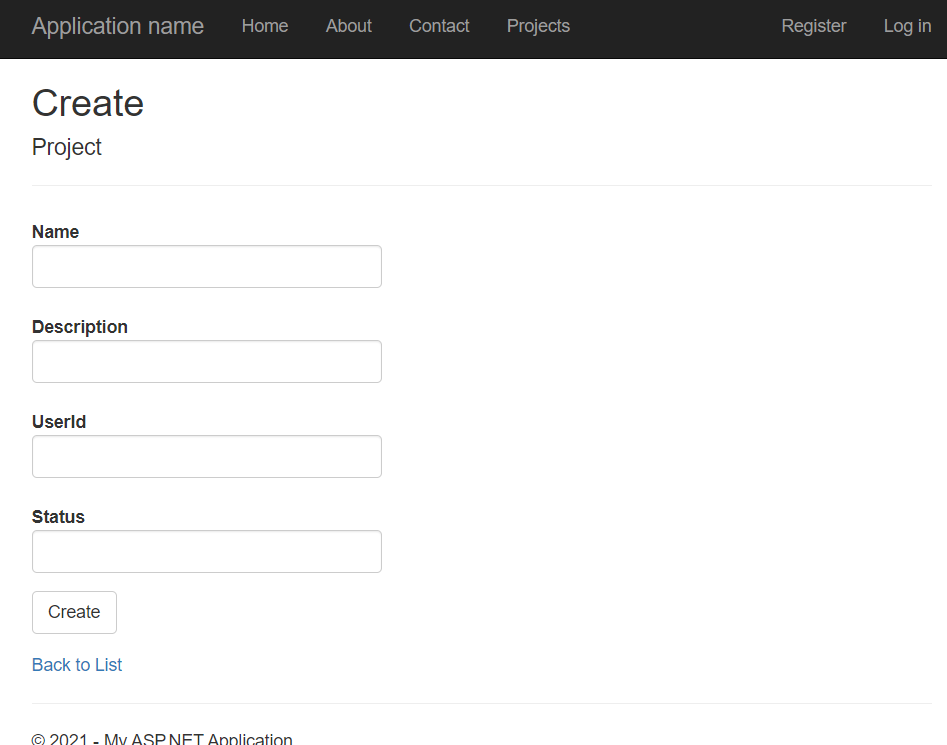 Application name Home About Contact Projects Register Log in
Create
Project
Name
Description
UserId
Status
Create
Back to List
© 2021 - My ASP.NET Application